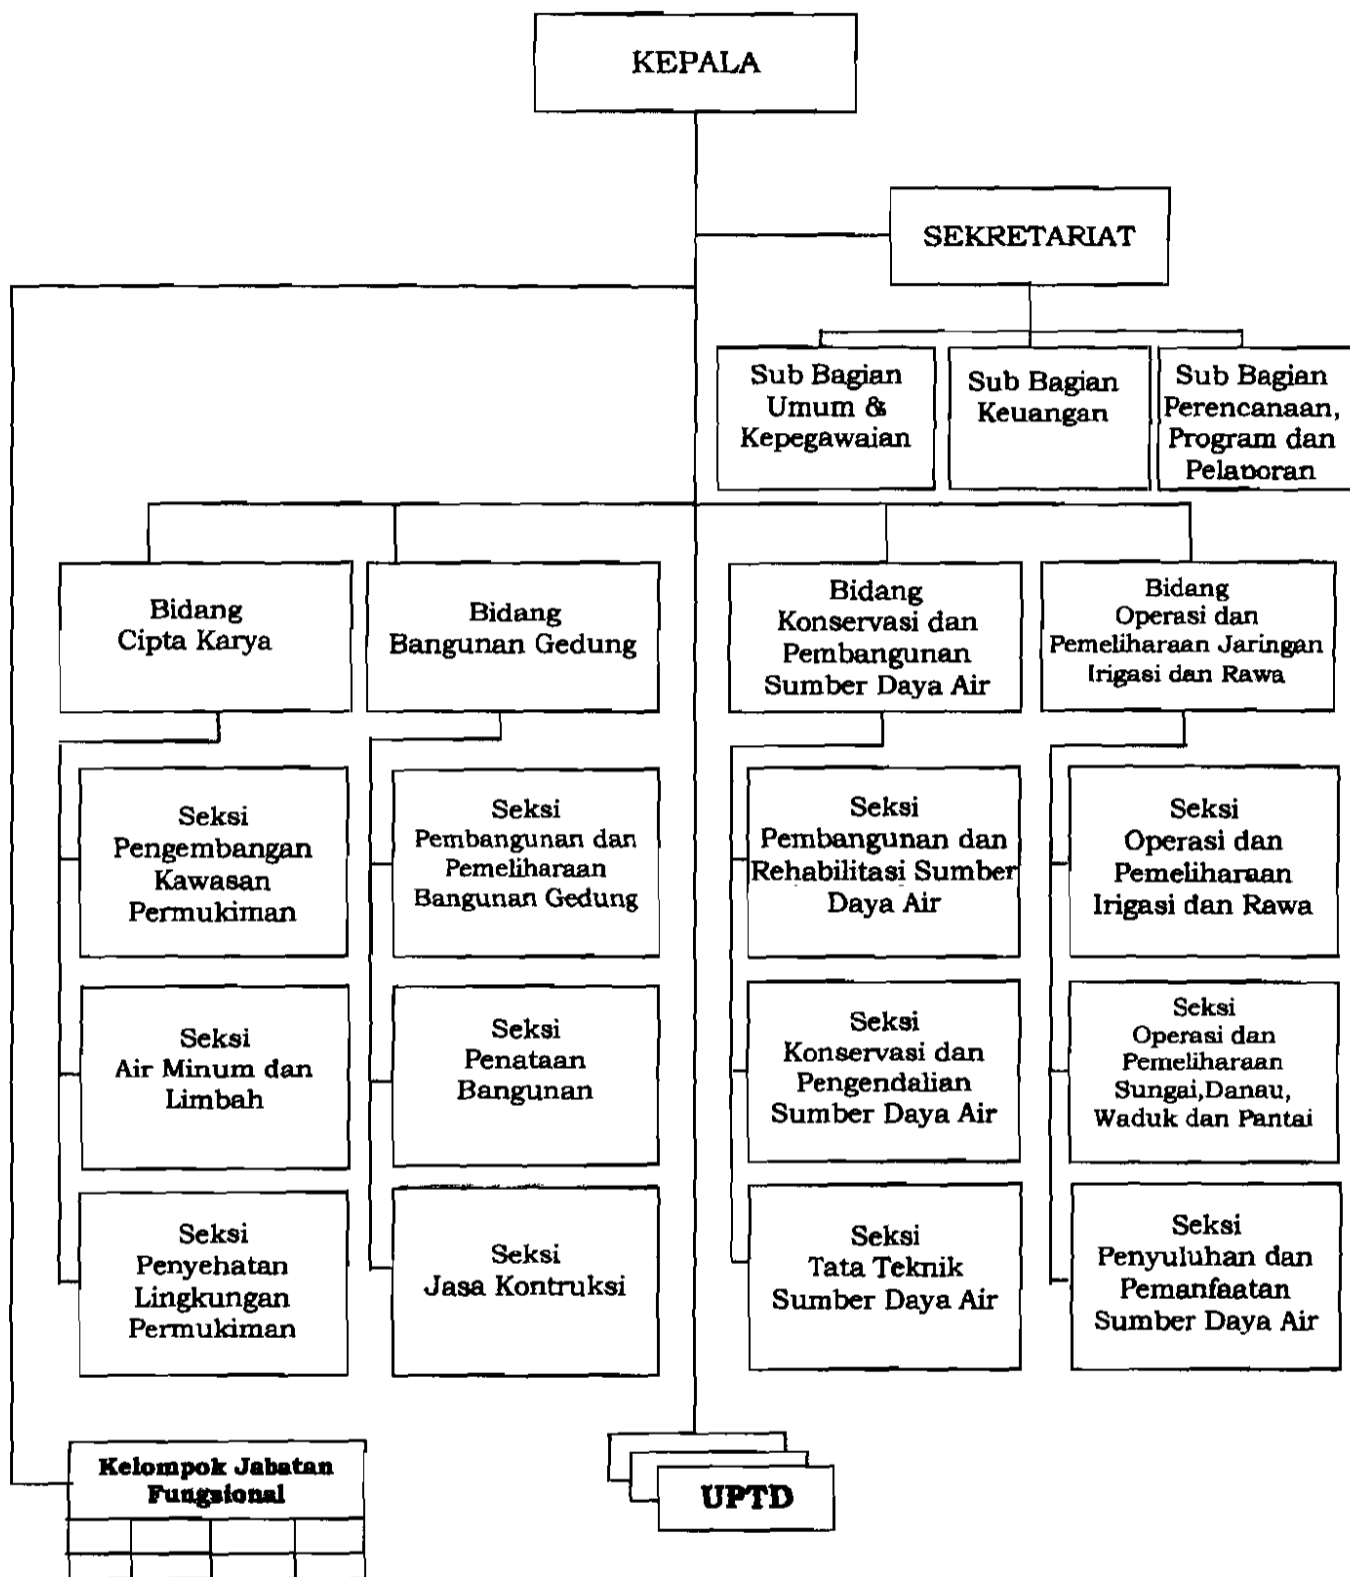 KEPALA
SEKRETARIAT
Sub Bagian
Umum &
Kepegawaian
Sub Bagian
Keuangan
Sub Bagian
Perencanaan,
Program dan
Pelaporan
Bidang
Cipta Karya
Bidang
Bangunan Gedung
Bidang
Konservasi dan
Pembangunan
Sumber Daya Air
Bidang
Operasi dan
Pemeliharaan Jaringan
Irigasi dan Rawa
Seksi
Pengembangan
Kawasan
Permukiman
Seksi
Pembangunan dan
Pemeliharaan
Bangunan Gedung
Seksi
Pembangunan dan
Rehabilitasi Sumber
Daya Air
Seksi
Operasi dan
Pemeliharaan
Irigasi dan Rawa
Seksi
Air Minum dan
Limbah
Seksi
Penataan
Bangunan
Seksi
Konservasi dan
Pengendalian
Sumber Daya Air
Seksi
Operasi dan
Pemeliharaan
Sungai,Danau,
Waduk dan Pantai
Seksi
Penyehatan
Lingkungan
Permukiman
Seksi
Jasa Kontruksi
Seksi
Tata Teknik
Sumber Daya Air
Seksi
Penyuluhan dan
Pemanfaatan
Sumber Daya Air
Kelompok Jabatan
Fungsional
UPTD